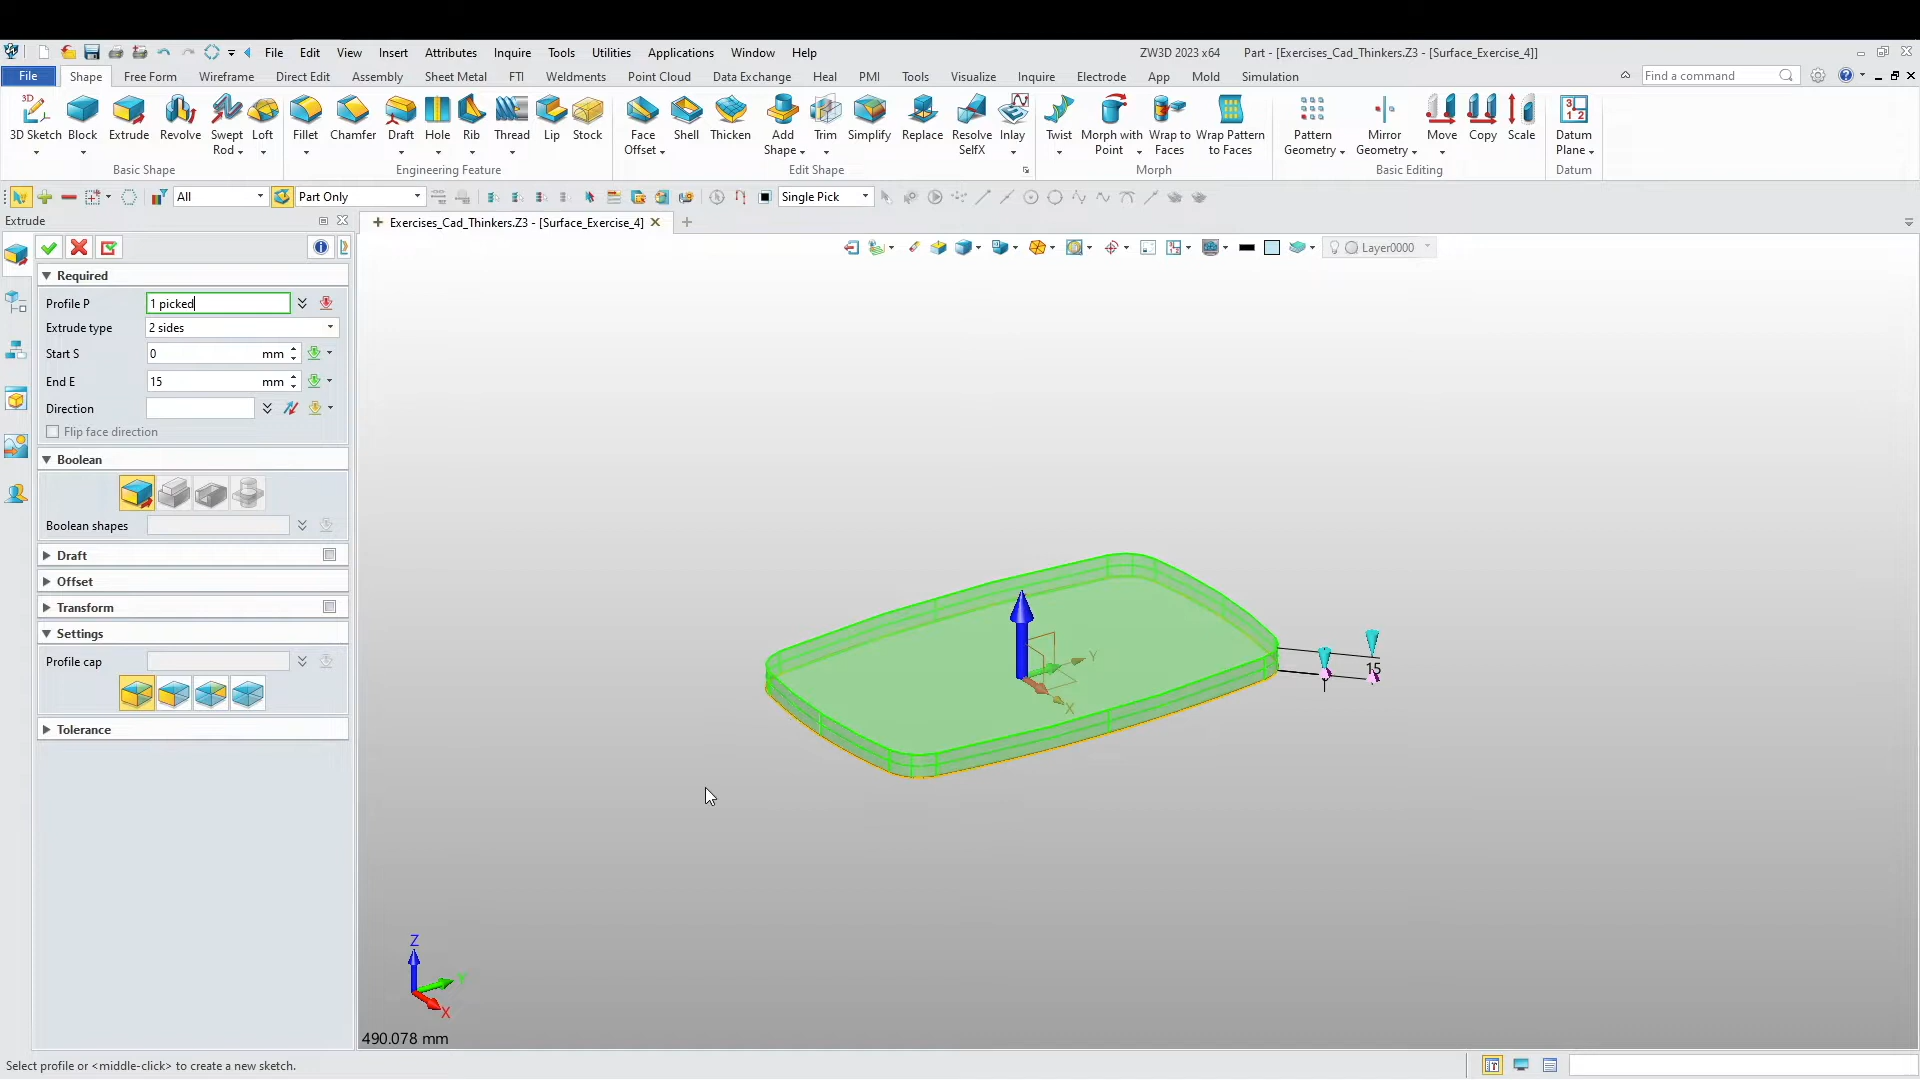 File Edit View Insert Attributes Inquire Tools Utilities Applications Window Help ZW3D 2023 x64 Part - [Exercises_Cad_Thinkers.Z3 - [Surface_Exercise_4]]
File Shape Free Form Wireframe Direct Edit Assembly Sheet Metal FTI Weldments Point Cloud Data Exchange Heal PMI Tools Visualize Inquire Electrode App Mold Simulation Find a command
3D Sketch Block Extrude Revolve Swept Rod Loft Fillet Chamfer Draft Hole Rib Thread Lip Stock Face Offset Shell Thicken Add Shape Trim Simplify Replace Resolve SelfX Inlay Twist Morph with Point Wrap to Faces Wrap Pattern to Faces Pattern Geometry Mirror Geometry Move Copy Scale Datum Plane
Basic Shape Engineering Feature Edit Shape Morph Basic Editing Datum
All Part Only Single Pick
Extrude
Exercises_Cad_Thinkers.Z3 - [Surface_Exercise_4]
Layer0000
Required
Profile P 1 picked
Extrude type 2 sides
Start S 0 mm
End E 15 mm
Direction
Flip face direction
Boolean
Boolean shapes
Draft
Offset
Transform
Settings
Profile cap
Tolerance
Y
X
15
Z
Y
X
490.078 mm
Select profile or <middle-click> to create a new sketch.